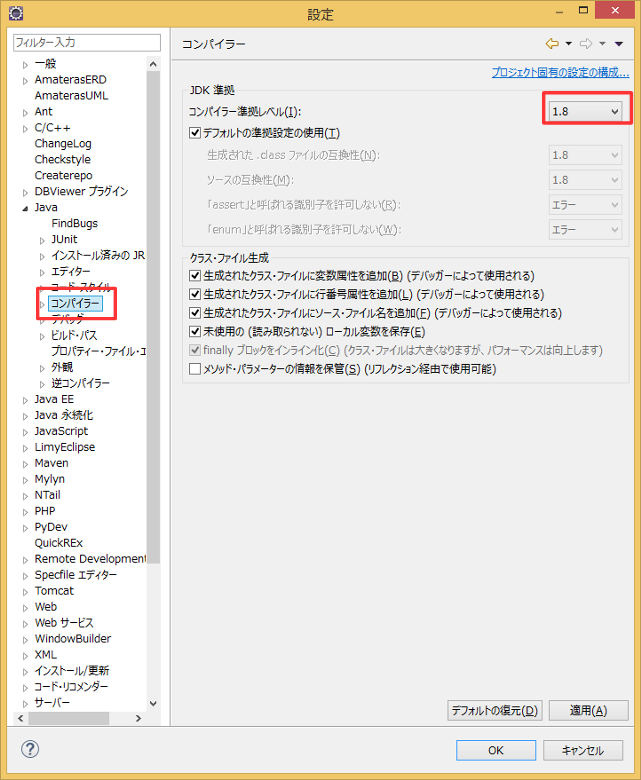 設定
フィルター入力
一般
AmaterasERD
AmaterasUML
Ant
C/C++
ChangeLog
Checkstyle
Createrepo
DBViewer プラグイン
Java
FindBugs
JUnit
インストール済みの JR
エディター
コード・スタイル
コンパイラー
デバッグ
ビルド・パス
プロパティー・ファイル・エ
外観
逆コンパイラー
Java EE
Java 永続化
JavaScript
LimyEclipse
Maven
Mylyn
NTail
PHP
PyDev
QuickREx
Remote Development
Specfile エディター
Tomcat
Web
Web サービス
WindowBuilder
XML
インストール/更新
コード・リコメンダー
サーバー
コンパイラー
プロジェクト固有の設定の構成...
JDK 準拠
コンパイラー準拠レベル(I): 1.8
デフォルトの準拠設定の使用(T)
生成された .class ファイルの互換性(N): 1.8
ソースの互換性(M): 1.8
「assert」と呼ばれる識別子を許可しない(R): エラー
「enum」と呼ばれる識別子を許可しない(W): エラー
クラス・ファイル生成
生成されたクラス・ファイルに変数属性を追加(B) (デバッガーによって使用される)
生成されたクラス・ファイルに行番号属性を追加(L) (デバッガーによって使用される)
生成されたクラス・ファイルにソース・ファイル名を追加(F) (デバッガーによって使用される)
未使用の (読み取られない) ローカル変数を保存(E)
finally ブロックをインライン化(C) (クラス・ファイルは大きくなりますが、パフォーマンスは向上します)
メソッド・パラメーターの情報を保管(S) (リフレクション経由で使用可能)
デフォルトの復元(D) 適用(A)
? OK キャンセル